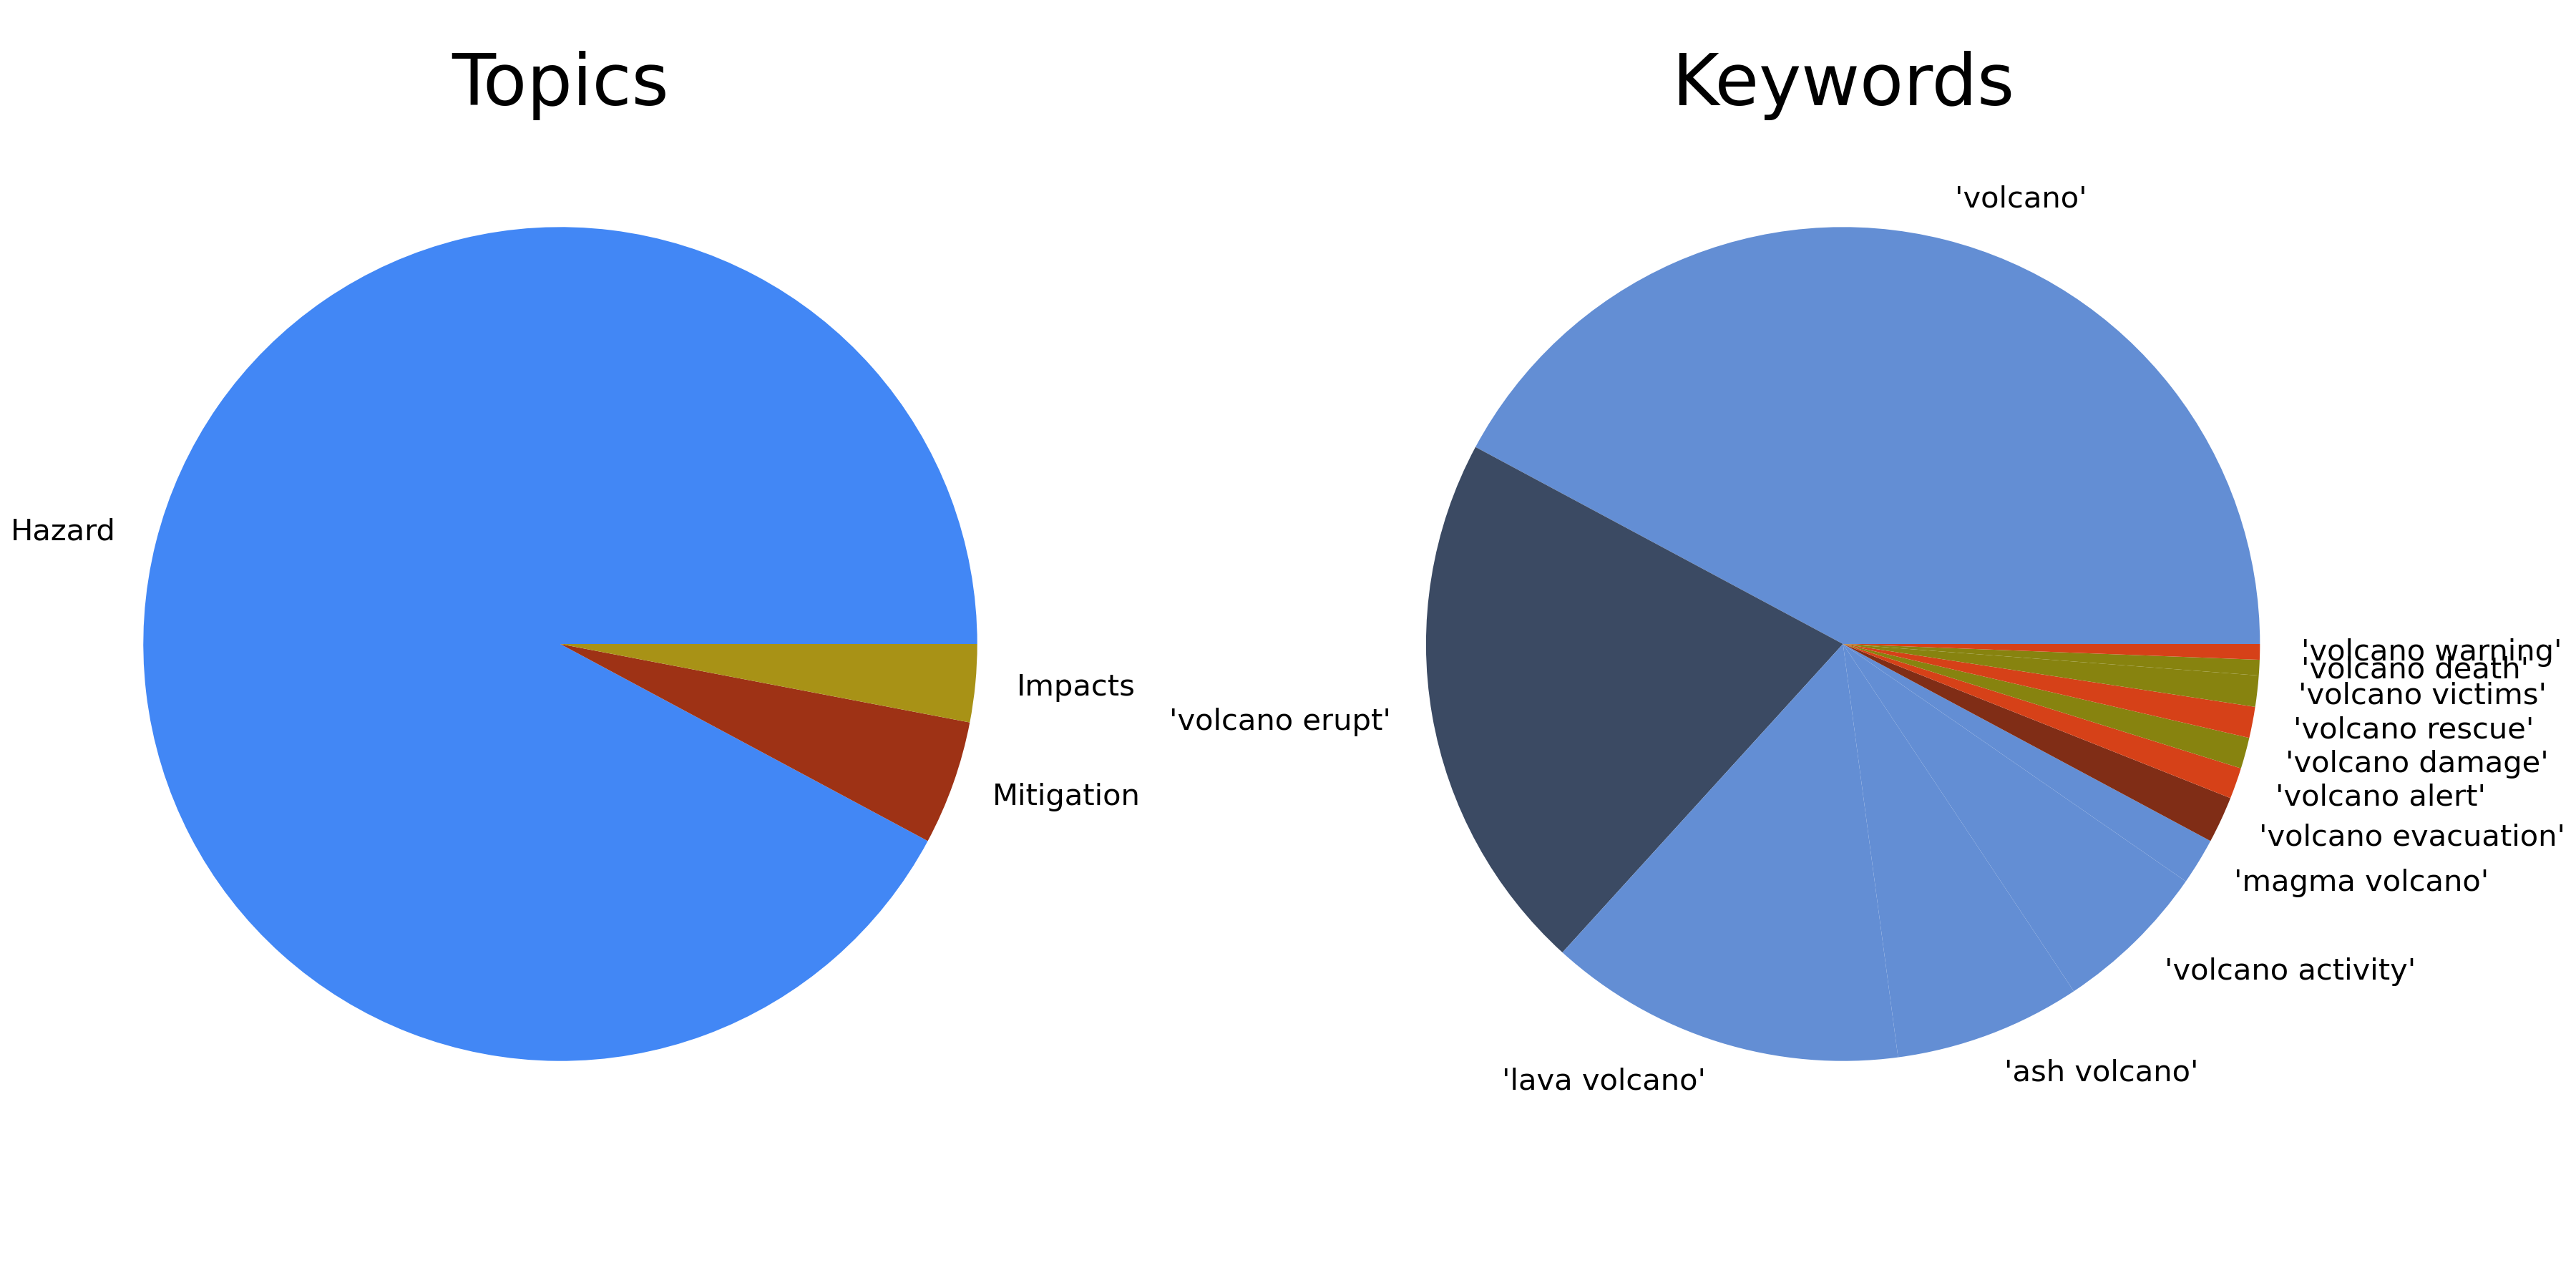 Topics
Hazard
Impacts
Mitigation
Keywords
'volcano'
'volcano erupt'
'lava volcano'
'ash volcano'
'volcano activity'
'magma volcano'
'volcano evacuation'
'volcano alert'
'volcano damage'
'volcano rescue'
'volcano victims'
'volcano death'
'volcano warning'